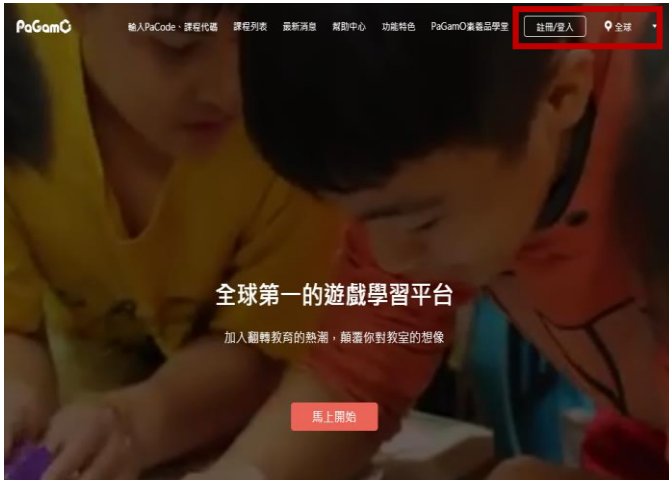 PaGamO 輸入PaCode、課程代碼 課程列表 最新消息 幫助中心 功能特色 PaGamO素養品學堂 註冊/登入 全球
全球第一的遊戲學習平台
加入翻轉教育的熱潮，顛覆你對教室的想像
馬上開始